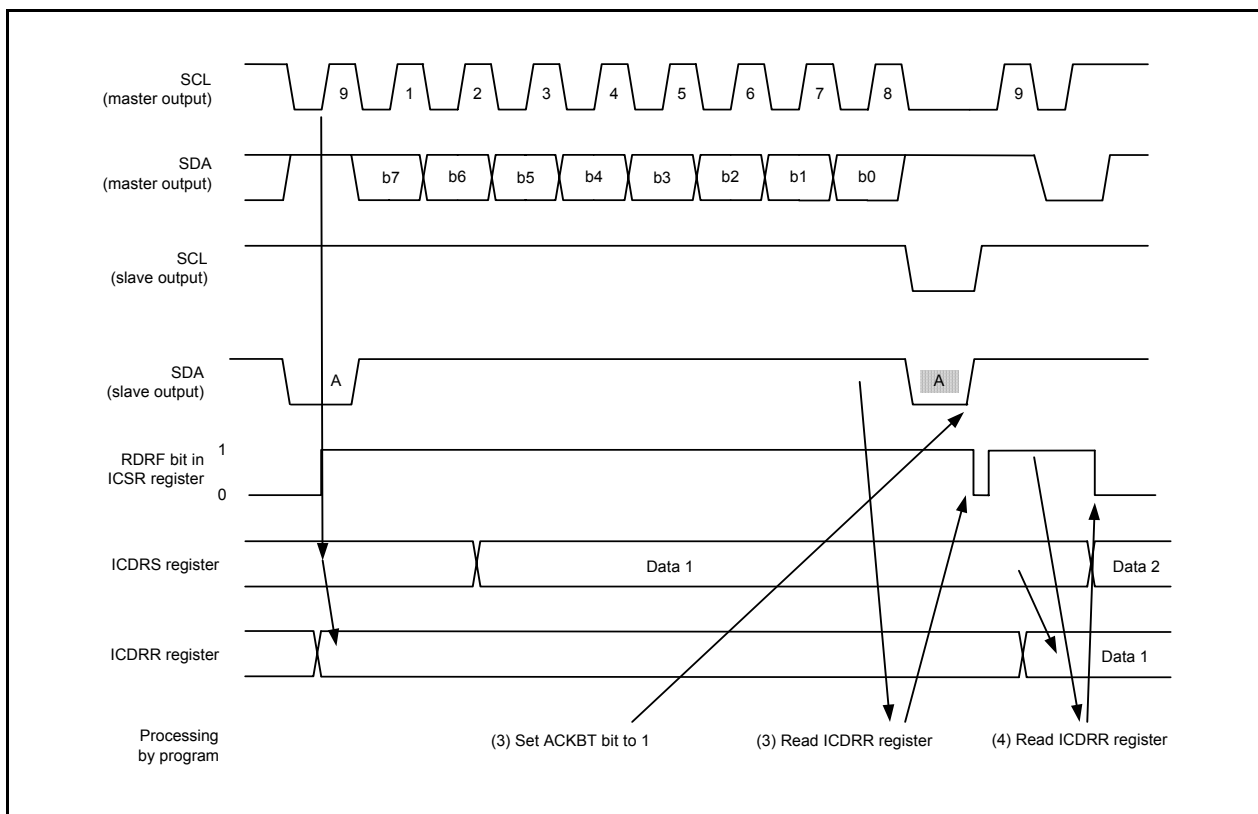 SCL
(master output)
9 1 2 3 4 5 6 7 8 9
SDA
(master output)
b7 b6 b5 b4 b3 b2 b1 b0
SCL
(slave output)
SDA
(slave output)
A A
RDRF bit in
ICSR register
1
0
ICDRS register
Data 1 Data 2
ICDRR register
Data 1
Processing
by program
(3) Set ACKBT bit to 1 (3) Read ICDRR register (4) Read ICDRR register